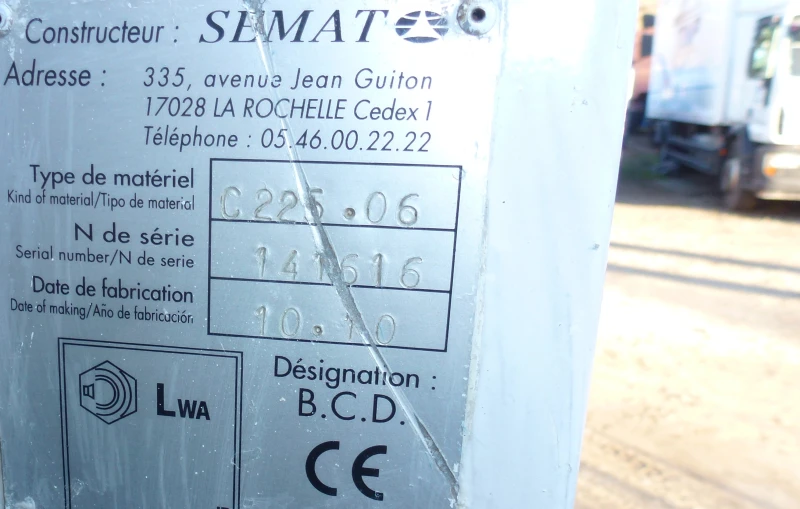 Constructeur : SEMAT
Adresse : 335, avenue Jean Guiton
17028 LA ROCHELLE Cedex 1
Téléphone : 05.46.00.22.22
Type de matériel
Kind of material/Tipo de material
C225.06
N de série
Serial number/N de serie
141616
Date de fabrication
Date of making/Año de fabricación
10.10
LWA
Désignation :
B.C.D.
CE